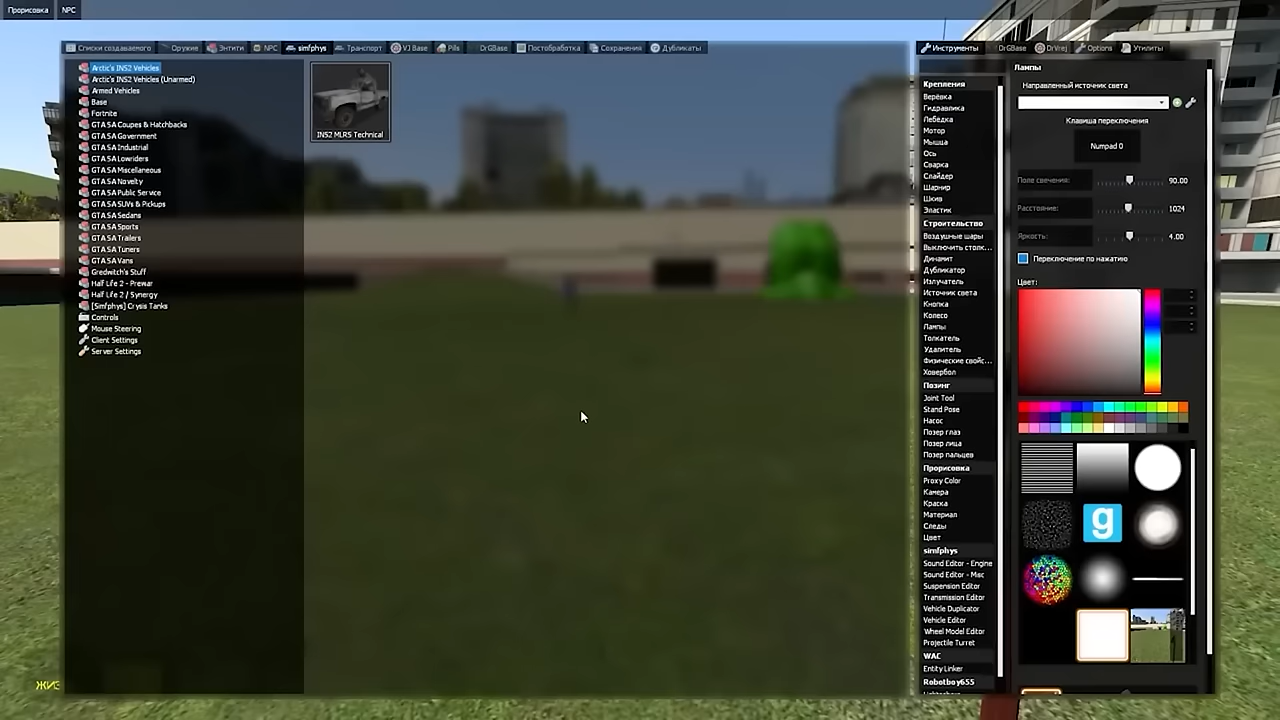 Прорисовка
NPC
Списки создаваемого
Оружие
Энтити
NPC
simfphys
Транспорт
VJ Base
Pills
DrGBase
Постобработка
Сохранения
Дубликаты
Arctic's INS2 Vehicles
Arctic's INS2 Vehicles (Unarmed)
Armed Vehicles
Base
Fortnite
GTA SA Coupes & Hatchbacks
GTA SA Government
GTA SA Industrial
GTA SA Lowriders
GTA SA Miscellaneous
GTA SA Novelty
GTA SA Public Service
GTA SA SUVs & Pickups
GTA SA Sedans
GTA SA Sports
GTA SA Trailers
GTA SA Tuners
GTA SA Vans
Gredwitch's Stuff
Half Life 2 - Prewar
Half Life 2 / Synergy
[Simfphys] Crysis Tanks
Controls
Mouse Steering
Client Settings
Server Settings
INS2 MLRS Technical
ЖИЗ
Инструменты
DrGBase
DrVrej
Options
Утилиты
Крепления
Верёвка
Гидравлика
Лебёдка
Мотор
Мышца
Ось
Сварка
Слайдер
Шарнир
Шкив
Эластик
Строительство
Воздушные шары
Выключить столк...
Динамит
Дубликатор
Излучатель
Источник света
Кнопка
Колесо
Лампы
Толкатель
Удалитель
Физические свойс...
Ховербол
Позинг
Joint Tool
Stand Pose
Насос
Позер глаз
Позер лица
Позер пальцев
Прорисовка
Proxy Color
Камера
Краска
Материал
Следы
Цвет
simfphys
Sound Editor - Engine
Sound Editor - Misc
Suspension Editor
Transmission Editor
Vehicle Duplicator
Vehicle Editor
Wheel Model Editor
Projectile Turret
WAC
Entity Linker
Robotboy655
Лампы
Направленный источник света
Клавиша переключения
Numpad 0
Поле свечения:
90.00
Расстояние:
1024
Яркость:
4.00
Переключение по нажатию
Цвет:
g